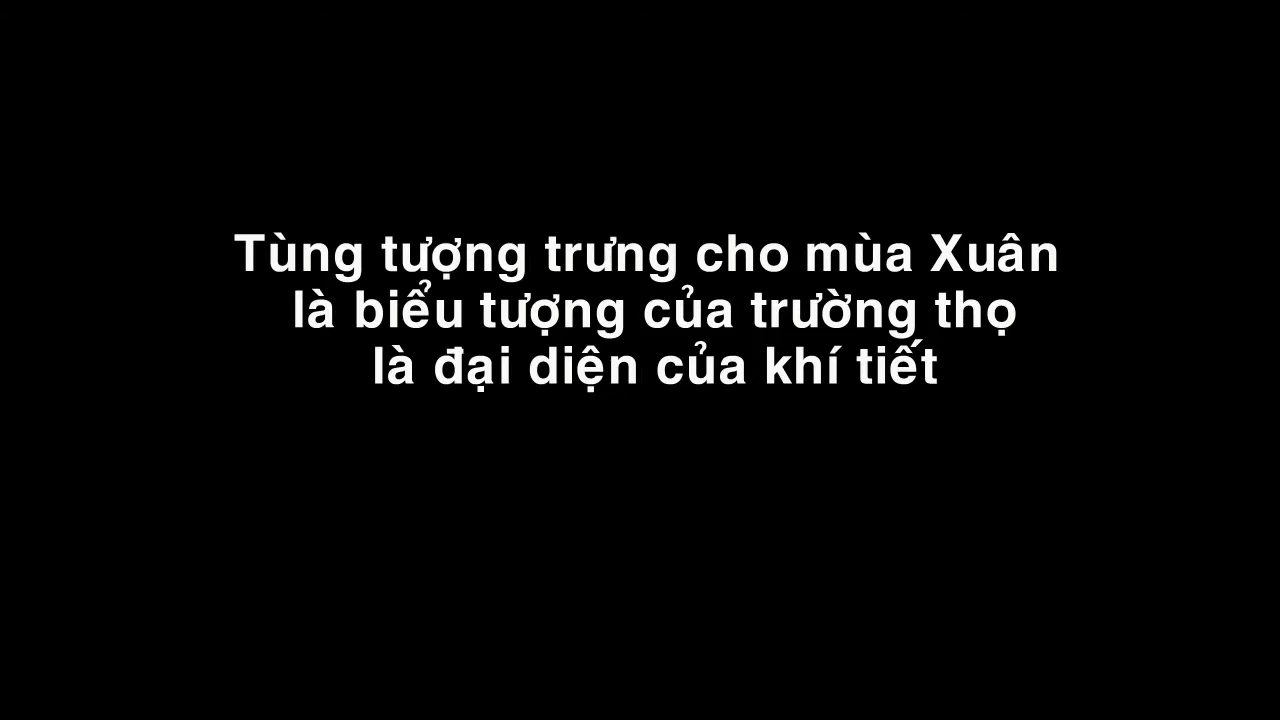 Tùng tượng trưng cho mùa Xuân
là biểu tượng của trường thọ
là đại diện của khí tiết